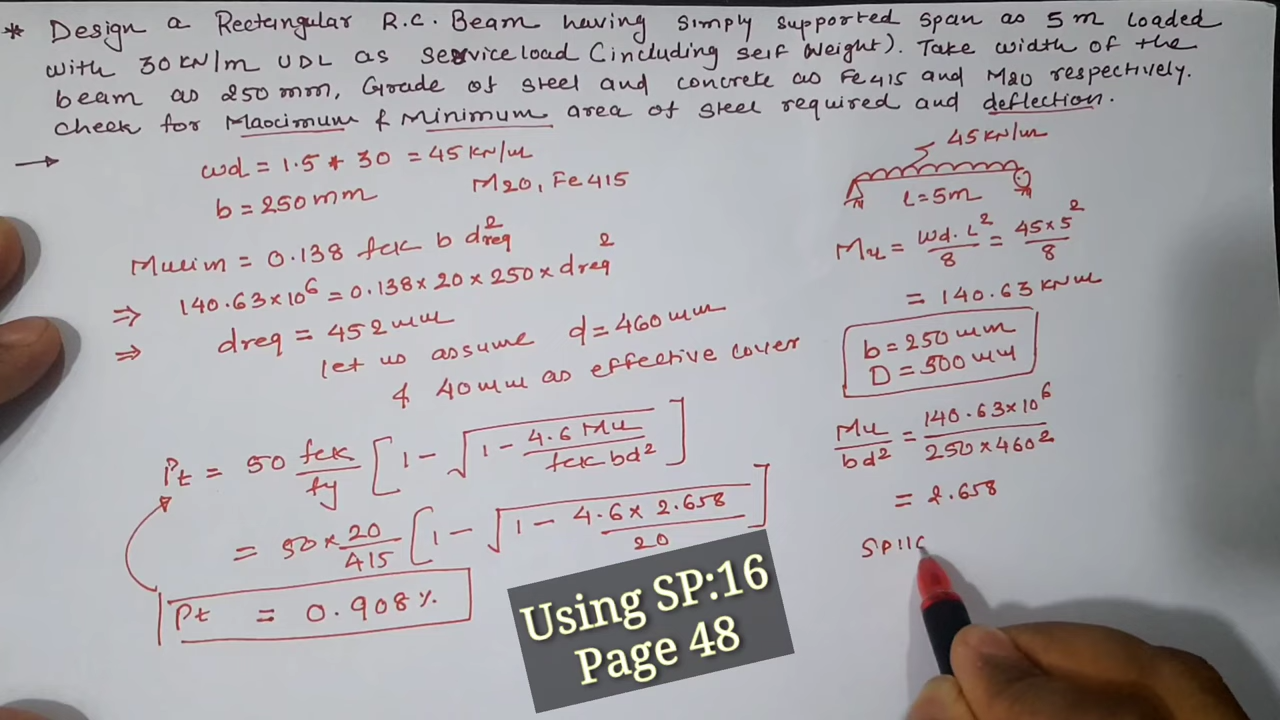 * Design a Rectangular R.C. Beam having simply supported span as 5m loaded
with 30 KN/m UDL as service load (including self weight). Take width of the
beam as 250 mm, Grade of steel and concrete as Fe415 and M20 respectively.
check for Maximum & Minimum area of steel required and deflection.
→ wd = 1.5 * 30 = 45 KN/m
b = 250 mm M20, Fe415
Mulim = 0.138 fck b dreq²
⇒ 140.63×10⁶ = 0.138×20×250×dreq²
⇒ dreq = 452 mm
let us assume d = 460 mm
& 40 mm as effective cover
Pt = 50 fck/fy [1 - √(1 - 4.6 Mu/fck bd²)]
= 50×20/415 [1 - √(1 - 4.6×2.658/20)]
Pt = 0.908%
45 KN/m
L = 5m
Mu = wd.L²/8 = 45×5²/8
= 140.63 KNm
b = 250 mm
D = 500 mm
Mu/bd² = 140.63×10⁶/250×460²
= 2.658
SP:16
Using SP:16
Page 48